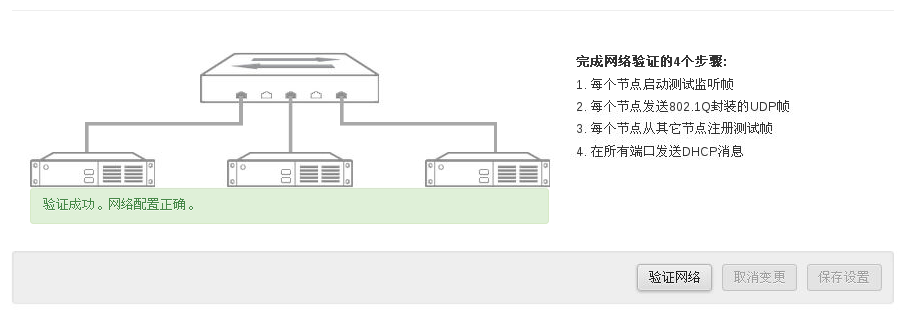 完成网络验证的4个步骤:
1. 每个节点启动测试监听帧
2. 每个节点发送802.1Q封装的UDP帧
3. 每个节点从其它节点注册测试帧
4. 在所有端口发送DHCP消息
验证成功。网络配置正确。
验证网络 取消变更 保存设置